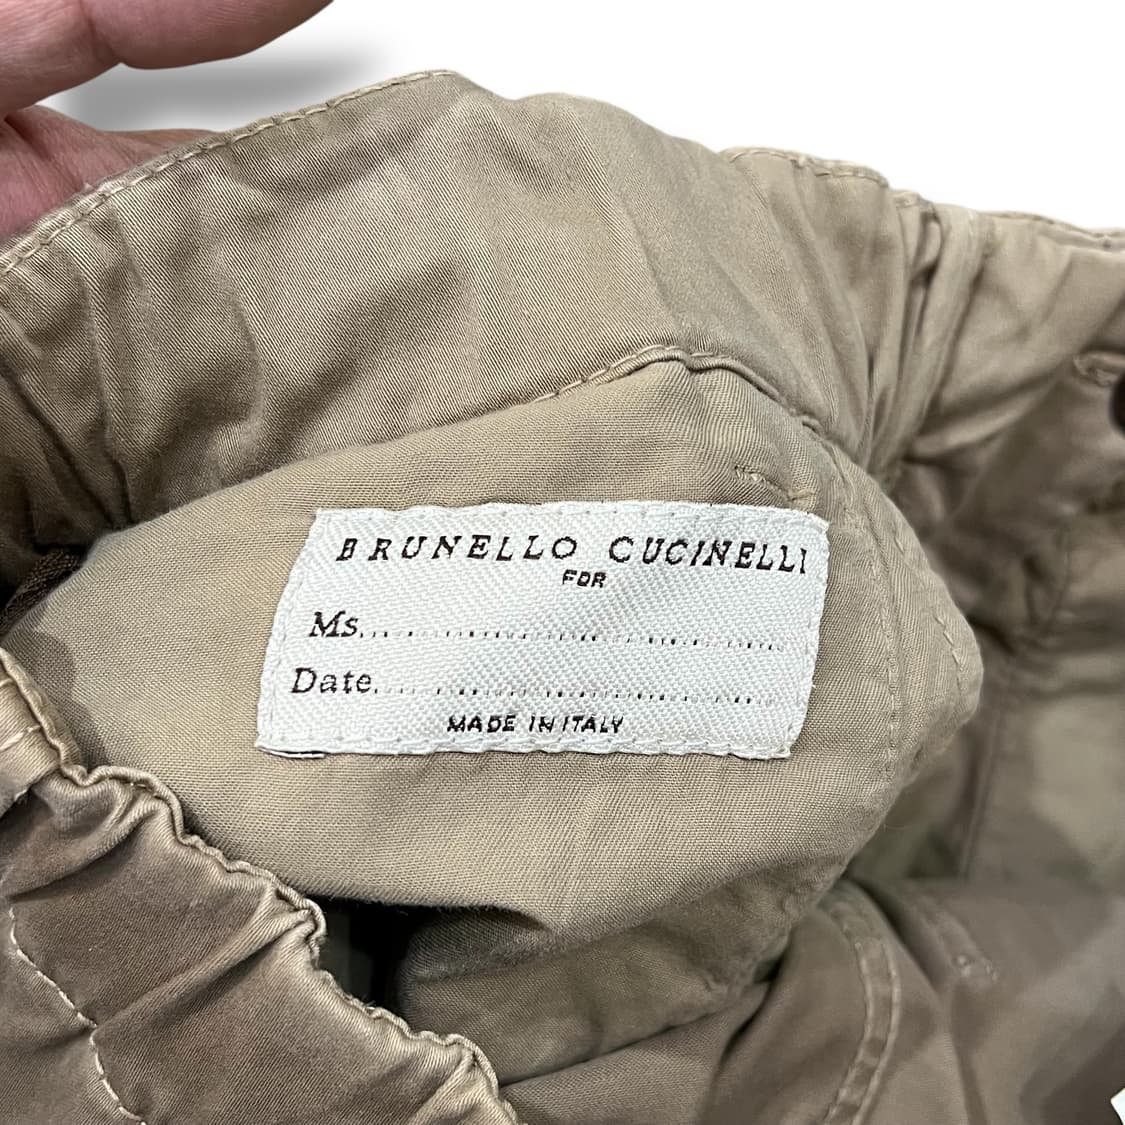 BRUNELLO CUCINELLI
FOR
Ms.......................................................
Date.....................................................
MADE IN ITALY